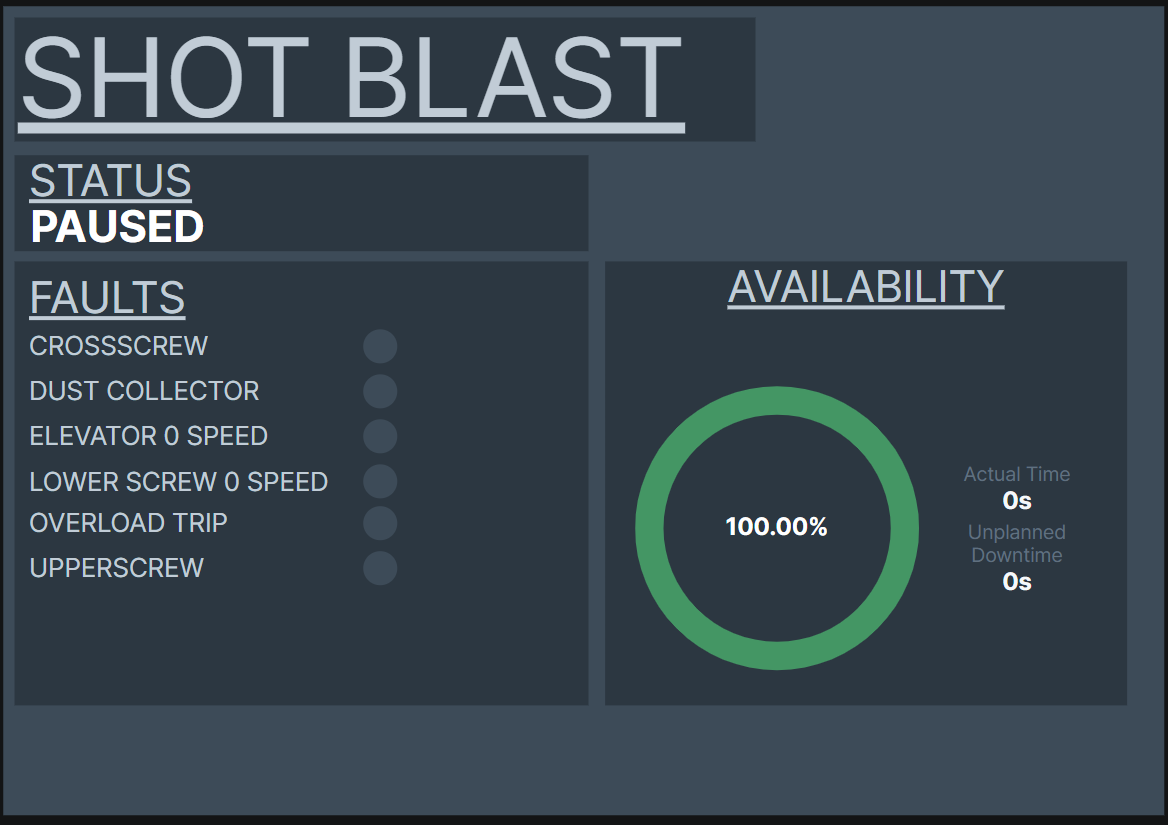 SHOT BLAST
STATUS
PAUSED
FAULTS
CROSSSCREW
DUST COLLECTOR
ELEVATOR 0 SPEED
LOWER SCREW 0 SPEED
OVERLOAD TRIP
UPPERSCREW
AVAILABILITY
100.00%
Actual Time
0s
Unplanned
Downtime
0s